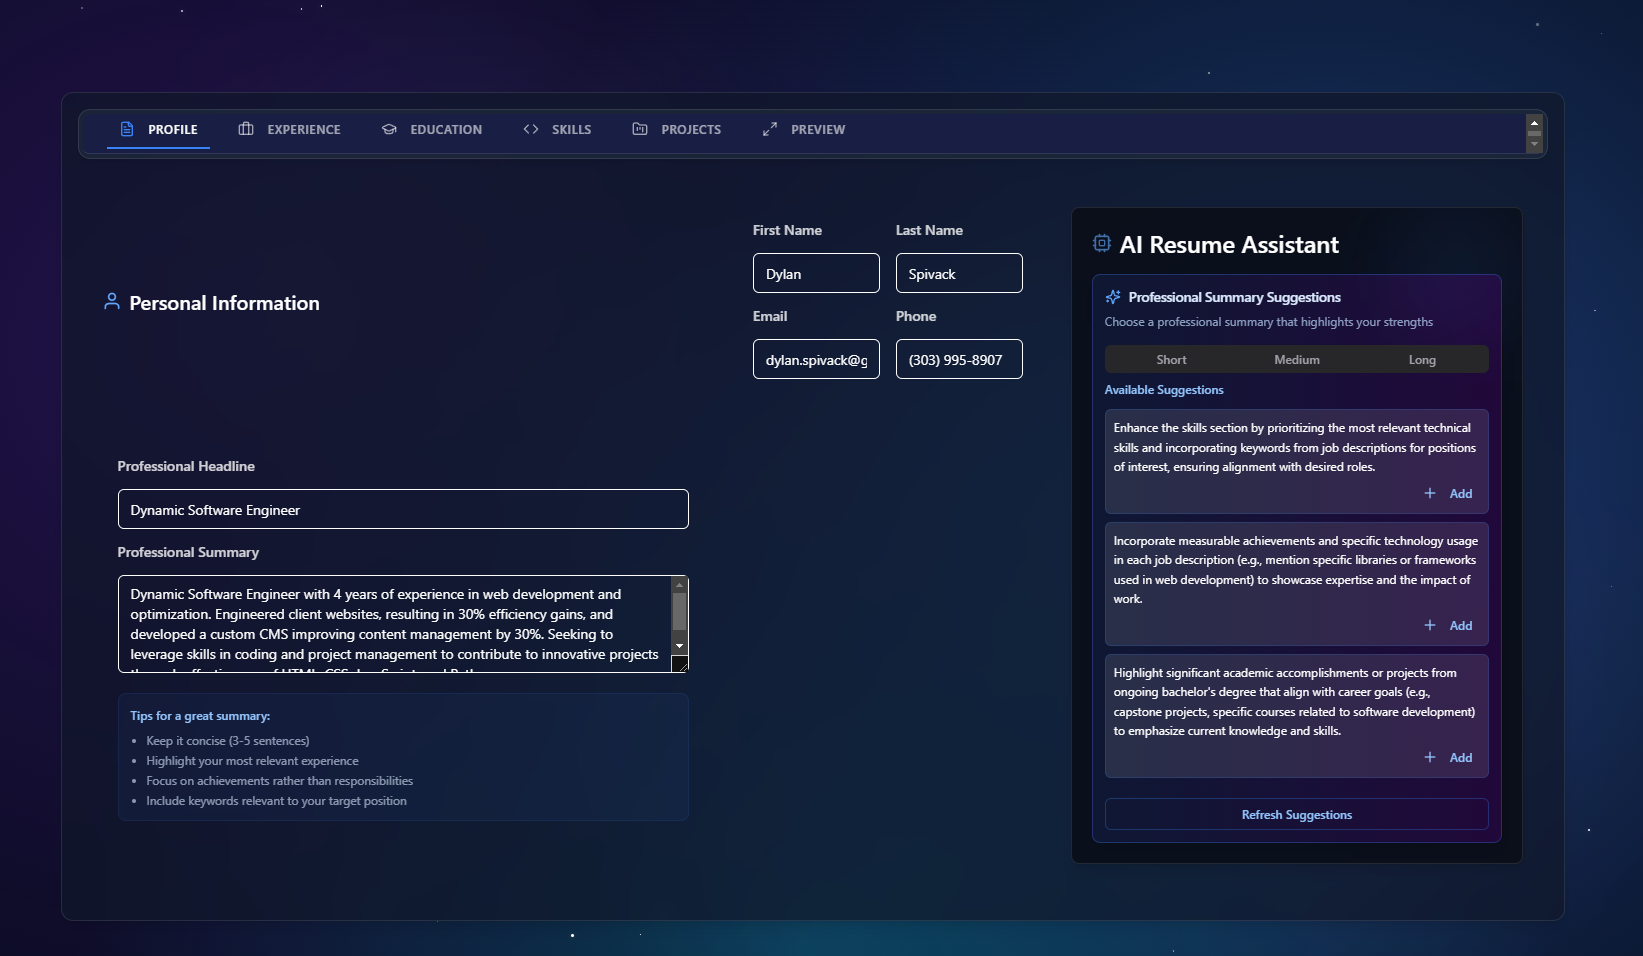 PROFILE
EXPERIENCE
EDUCATION
SKILLS
PROJECTS
PREVIEW
Personal Information
First Name
Last Name
Dylan
Spivack
Email
Phone
dylan.spivack@g
(303) 995-8907
Professional Headline
Dynamic Software Engineer
Professional Summary
Dynamic Software Engineer with 4 years of experience in web development and
optimization. Engineered client websites, resulting in 30% efficiency gains, and
developed a custom CMS improving content management by 30%. Seeking to
leverage skills in coding and project management to contribute to innovative projects
Tips for a great summary:
• Keep it concise (3-5 sentences)
• Highlight your most relevant experience
• Focus on achievements rather than responsibilities
• Include keywords relevant to your target position
AI Resume Assistant
Professional Summary Suggestions
Choose a professional summary that highlights your strengths
Short
Medium
Long
Available Suggestions
Enhance the skills section by prioritizing the most relevant technical
skills and incorporating keywords from job descriptions for positions
of interest, ensuring alignment with desired roles.
+ Add
Incorporate measurable achievements and specific technology usage
in each job description (e.g., mention specific libraries or frameworks
used in web development) to showcase expertise and the impact of
work.
+ Add
Highlight significant academic accomplishments or projects from
ongoing bachelor's degree that align with career goals (e.g.,
capstone projects, specific courses related to software development)
to emphasize current knowledge and skills.
+ Add
Refresh Suggestions